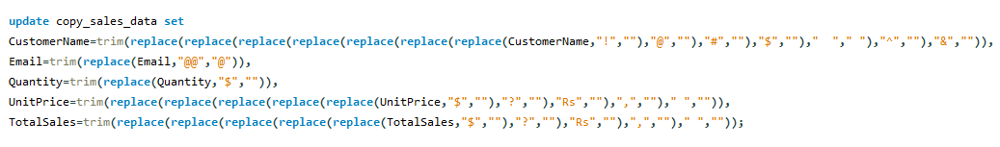 update copy_sales_data set
CustomerName=trim(replace(replace(replace(replace(replace(replace(replace(CustomerName,"!",""),"@",""),"#",""),"$",""),"  "," "),"^",""),"&","")),
Email=trim(replace(Email,"@@","@")),
Quantity=trim(replace(Quantity,"$","")),
UnitPrice=trim(replace(replace(replace(replace(replace(UnitPrice,"$",""),"?",""),"Rs",""),",","")," ","")),
TotalSales=trim(replace(replace(replace(replace(replace(TotalSales,"$",""),"?",""),"Rs",""),",","")," ",""));